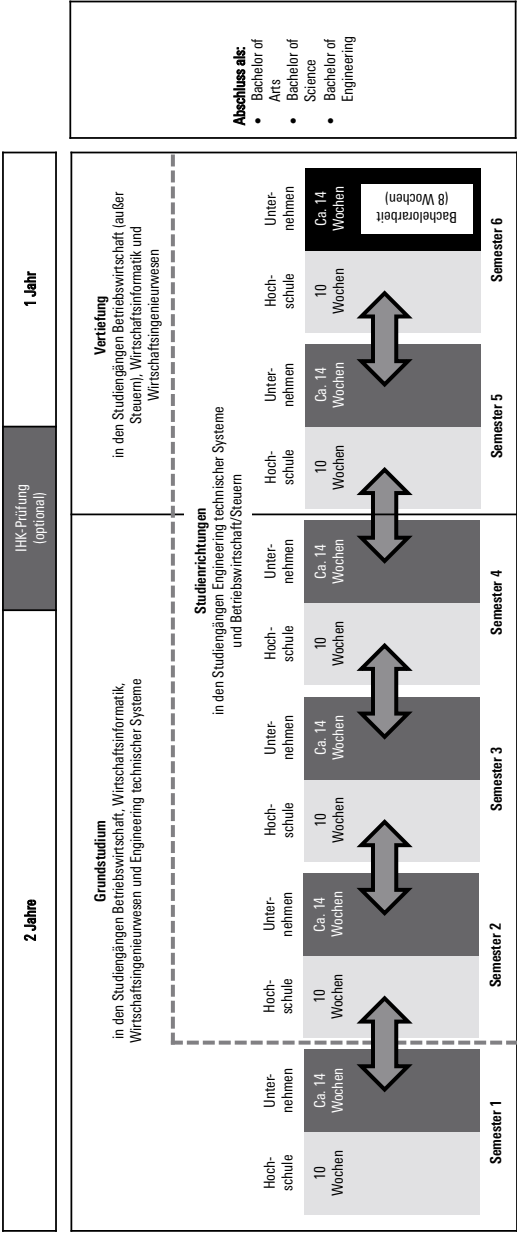 2 Jahre
IHK-Prüfung
(optional)
1 Jahr
Grundstudium
in den Studiengängen Betriebswirtschaft, Wirtschaftsinformatik,
Wirtschaftsingenieurwesen und Engineering technischer Systeme
Vertiefung
in den Studiengängen Betriebswirtschaft (außer
Steuern), Wirtschaftsinformatik und
Wirtschaftsingenieurwesen
Studienrichtungen
in den Studiengängen Engineering technischer Systeme
und Betriebswirtschaft/Steuern
Hoch-
schule
10
Wochen
Unter-
nehmen
Ca. 14
Wochen
Semester 1
Hoch-
schule
10
Wochen
Unter-
nehmen
Ca. 14
Wochen
Semester 2
Hoch-
schule
10
Wochen
Unter-
nehmen
Ca. 14
Wochen
Semester 3
Hoch-
schule
10
Wochen
Unter-
nehmen
Ca. 14
Wochen
Semester 4
Hoch-
schule
10
Wochen
Unter-
nehmen
Ca. 14
Wochen
Semester 5
Hoch-
schule
10
Wochen
Unter-
nehmen
Ca. 14
Wochen
Bachelorarbeit
(8 Wochen)
Semester 6
Abschluss als:
• Bachelor of
Arts
• Bachelor of
Science
• Bachelor of
Engineering